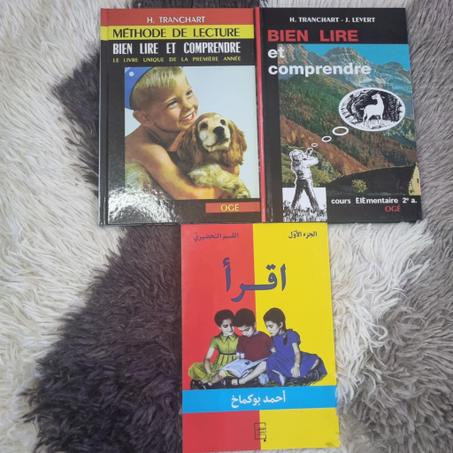 H. TRANCHART
MÉTHODE DE LECTURE
BIEN LIRE ET COMPRENDRE
LE LIVRE UNIQUE DE LA PREMIÈRE ANNÉE
OGE
H. TRANCHART - J. LEVERT
BIEN LIRE
et
comprendre
cours ElEmentaire 2e a.
OGÉ
الجزء الأول
القسم التحضيري
اقرأ
أحمد بوكماخ